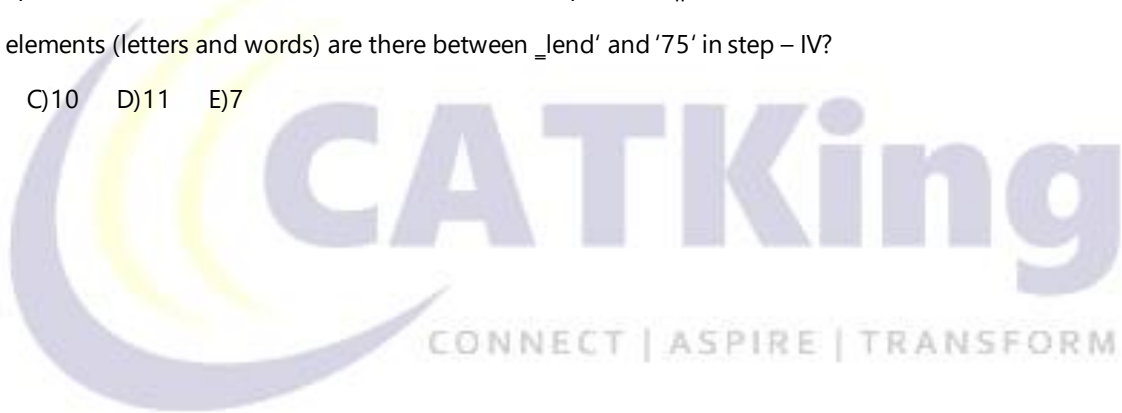 elements (letters and words) are there between ‗lend' and '75' in step – IV?
C)10 D)11 E)7
CATKing
CONNECT | ASPIRE | TRANSFORM